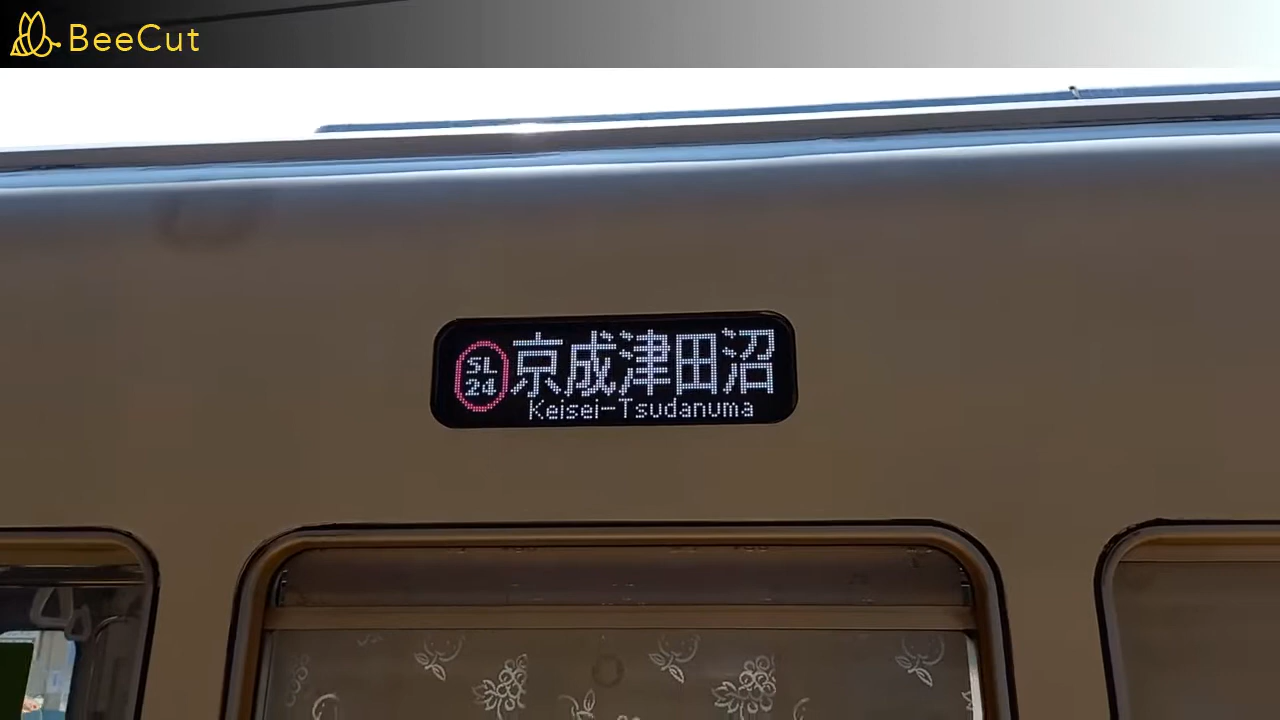 BeeCut
SL
24
京成津田沼
Keisei-Tsudanuma